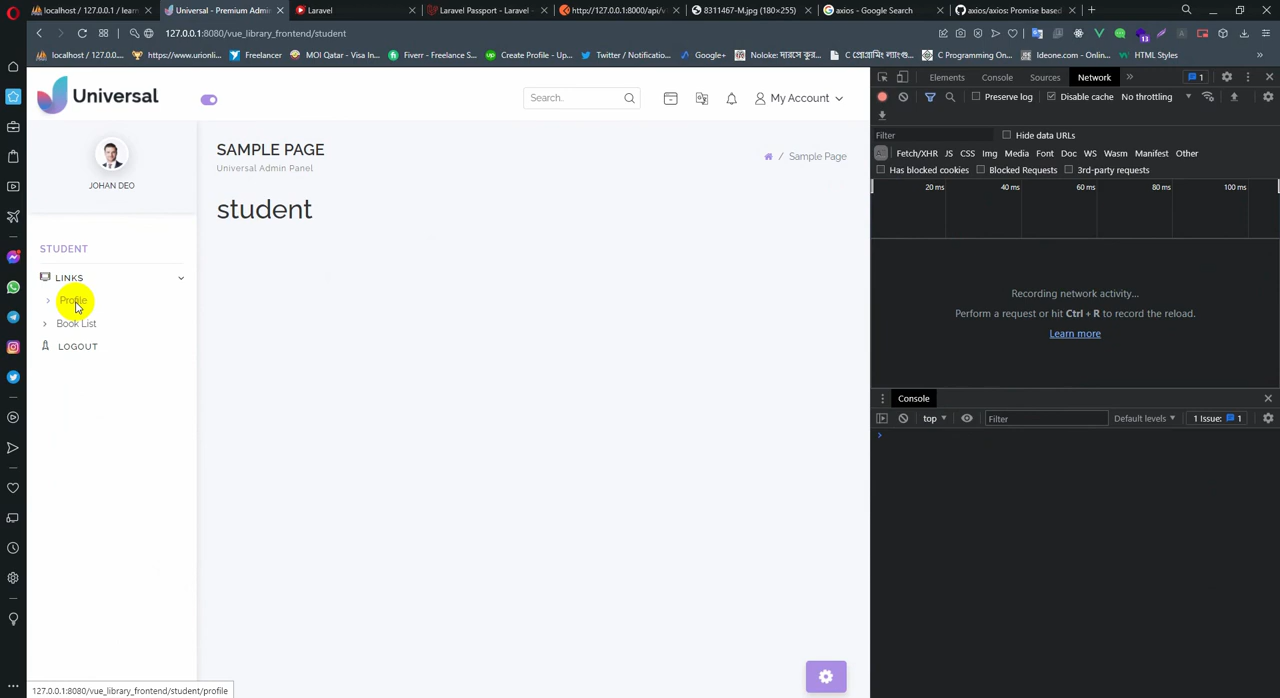 localhost / 127.0.0.1 / lear
Universal - Premium Admi
Laravel
Laravel Passport - Laravel -
http://127.0.0.1:8000/api/v
8311467-M.jpg (180×255)
axios - Google Search
axios/axios: Promise based
127.0.0.1:8080/vue_library_frontend/student
localhost / 127.0.0....
https://www.urionli...
Freelancer
MOI Qatar - Visa In...
Fiverr - Freelance S...
Create Profile - Up...
Twitter / Notificatio...
Google+
C Programming On...
Ideone.com - Onlin...
HTML Styles
Universal
Search..
My Account
JOHAN DEO
SAMPLE PAGE
Universal Admin Panel
/ Sample Page
student
STUDENT
LINKS
Profile
Book List
LOGOUT
127.0.0.1:8080/vue_library_frontend/student/profile
Elements
Console
Sources
Network
1
Preserve log
Disable cache
No throttling
Filter
Hide data URLs
Fetch/XHR JS CSS Img Media Font Doc WS Wasm Manifest Other
Has blocked cookies
Blocked Requests
3rd-party requests
20 ms
40 ms
60 ms
80 ms
100 ms
Recording network activity...
Perform a request or hit Ctrl + R to record the reload.
Learn more
Console
top
Filter
Default levels
1 Issue: 1